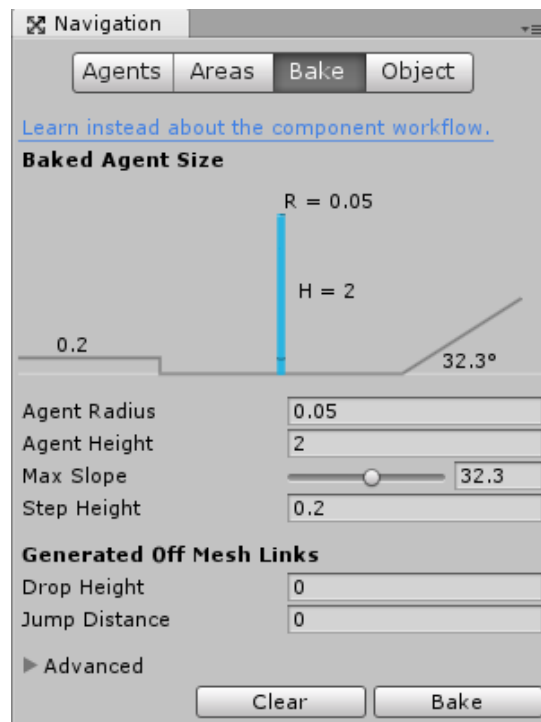 Navigation
Agents Areas Bake Object
Learn instead about the component workflow.
Baked Agent Size
R = 0.05
H = 2
0.2
32.3°
Agent Radius 0.05
Agent Height 2
Max Slope 32.3
Step Height 0.2
Generated Off Mesh Links
Drop Height 0
Jump Distance 0
Advanced
Clear Bake